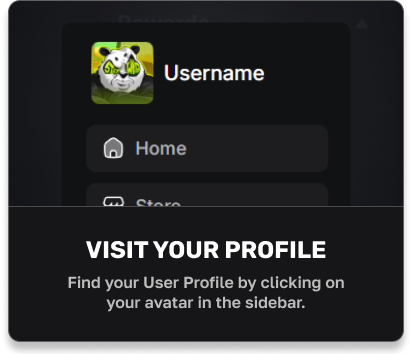 Rewards
Username
Home
Store
VISIT YOUR PROFILE
Find your User Profile by clicking on
your avatar in the sidebar.